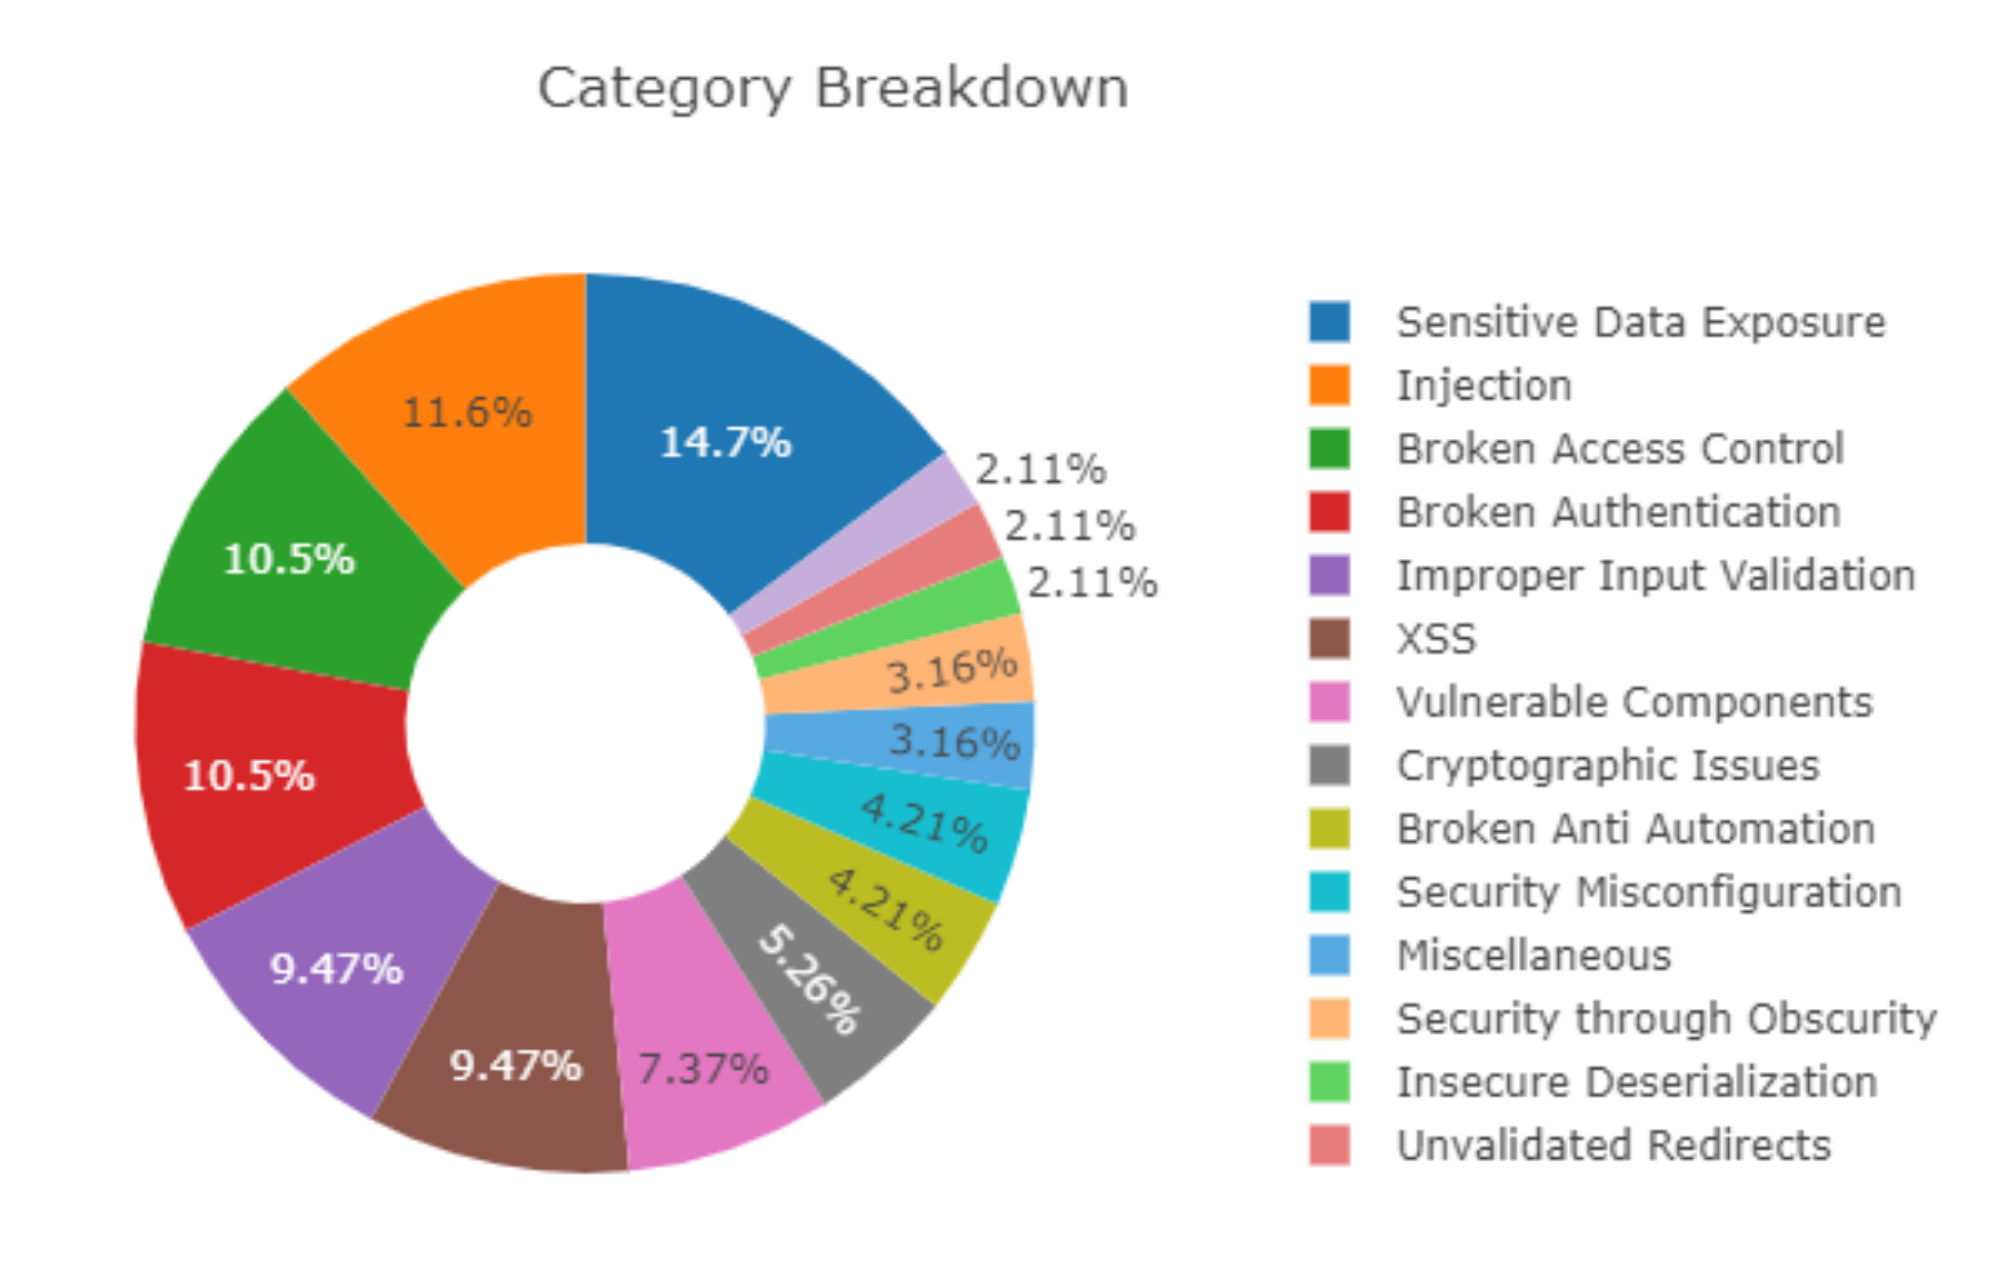 Category Breakdown
14.7%
11.6%
10.5%
10.5%
9.47%
9.47%
7.37%
5.26%
4.21%
4.21%
3.16%
3.16%
2.11%
2.11%
2.11%
Sensitive Data Exposure
Injection
Broken Access Control
Broken Authentication
Improper Input Validation
XSS
Vulnerable Components
Cryptographic Issues
Broken Anti Automation
Security Misconfiguration
Miscellaneous
Security through Obscurity
Insecure Deserialization
Unvalidated Redirects